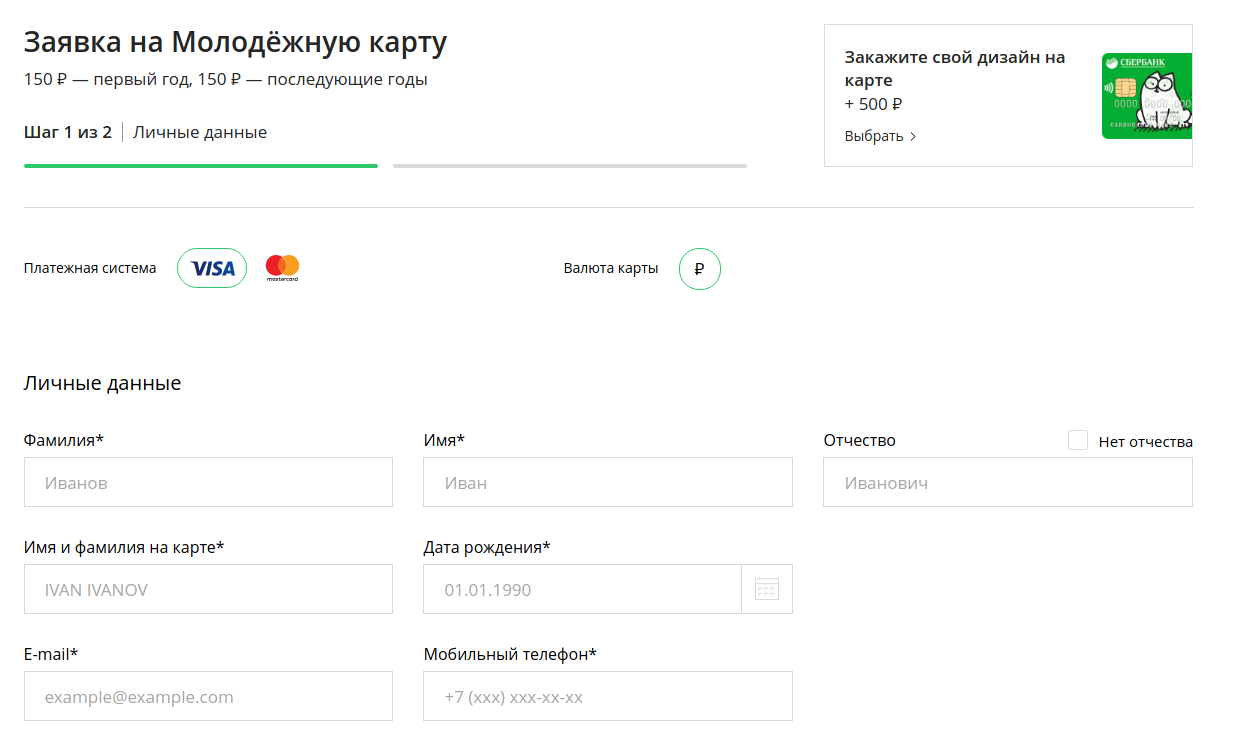 Заявка на Молодёжную карту
150 ₽ — первый год, 150 ₽ — последующие годы
Шаг 1 из 2 Личные данные
Закажите свой дизайн на
карте
+ 500 ₽
Выбрать
СБЕРБАНК
Платежная система VISA mastercard Валюта карты ₽
Личные данные
Фамилия* Имя* Отчество Нет отчества
Иванов Иван Иванович
Имя и фамилия на карте* Дата рождения*
IVAN IVANOV 01.01.1990
E-mail* Мобильный телефон*
example@example.com +7 (xxx) xxx-xx-xx